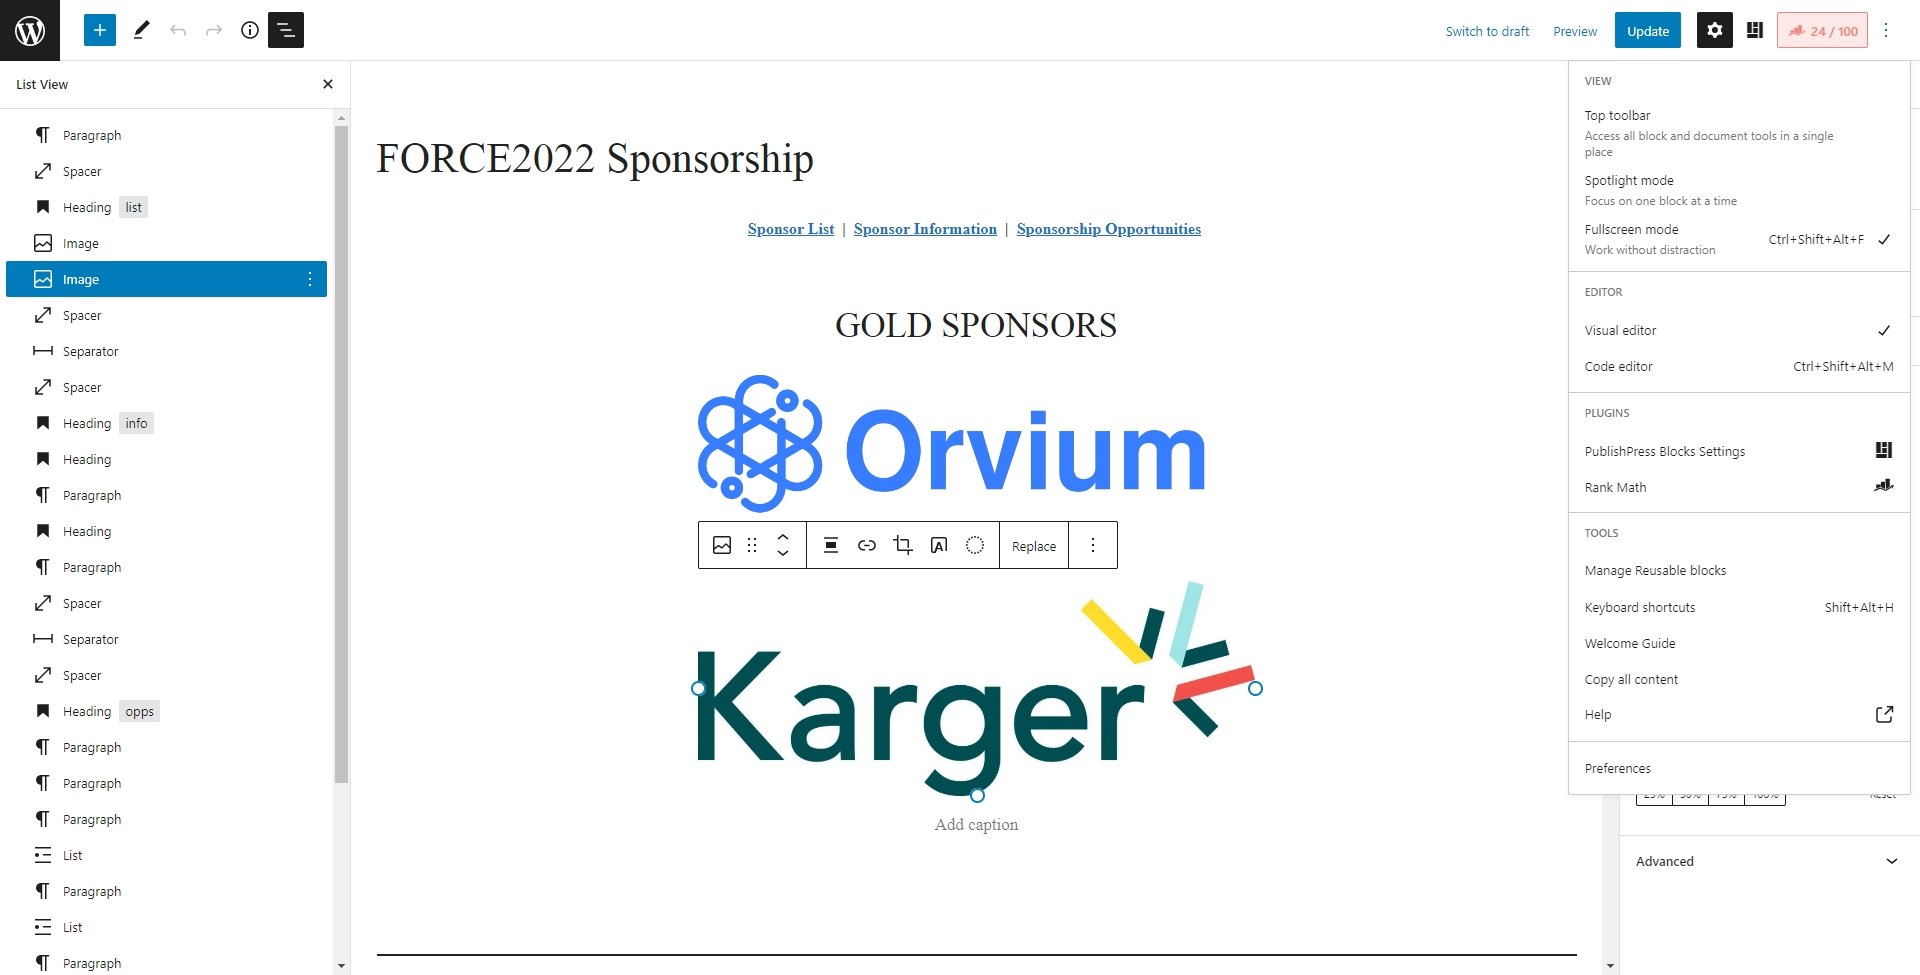 Switch to draft
Preview
Update
24 / 100
List View
Paragraph
Spacer
Heading list
Image
Image
Spacer
Separator
Spacer
Heading info
Heading
Paragraph
Heading
Paragraph
Spacer
Separator
Spacer
Heading opps
Paragraph
Paragraph
Paragraph
List
Paragraph
List
Paragraph
FORCE2022 Sponsorship
Sponsor List | Sponsor Information | Sponsorship Opportunities
GOLD SPONSORS
Orvium
Replace
Karger
Add caption
VIEW
Top toolbar
Access all block and document tools in a single
place
Spotlight mode
Focus on one block at a time
Fullscreen mode
Work without distraction
Ctrl+Shift+Alt+F
EDITOR
Visual editor
Code editor Ctrl+Shift+Alt+M
PLUGINS
PublishPress Blocks Settings
Rank Math
TOOLS
Manage Reusable blocks
Keyboard shortcuts Shift+Alt+H
Welcome Guide
Copy all content
Help
Preferences
Advanced